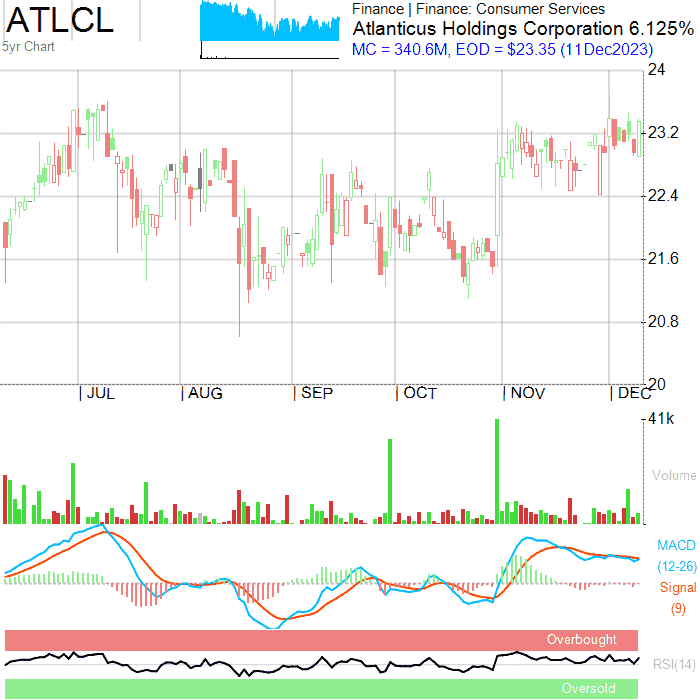 ATLCL
5yr Chart
Finance | Finance: Consumer Services
Atlanticus Holdings Corporation 6.125%
MC = 340.6M, EOD = $23.35 (11Dec2023)
24
23.2
22.4
21.6
20.8
20
JUL AUG SEP OCT NOV DEC
41k
Volume
MACD
(12-26)
Signal
(9)
Overbought
RSI(14)
Oversold